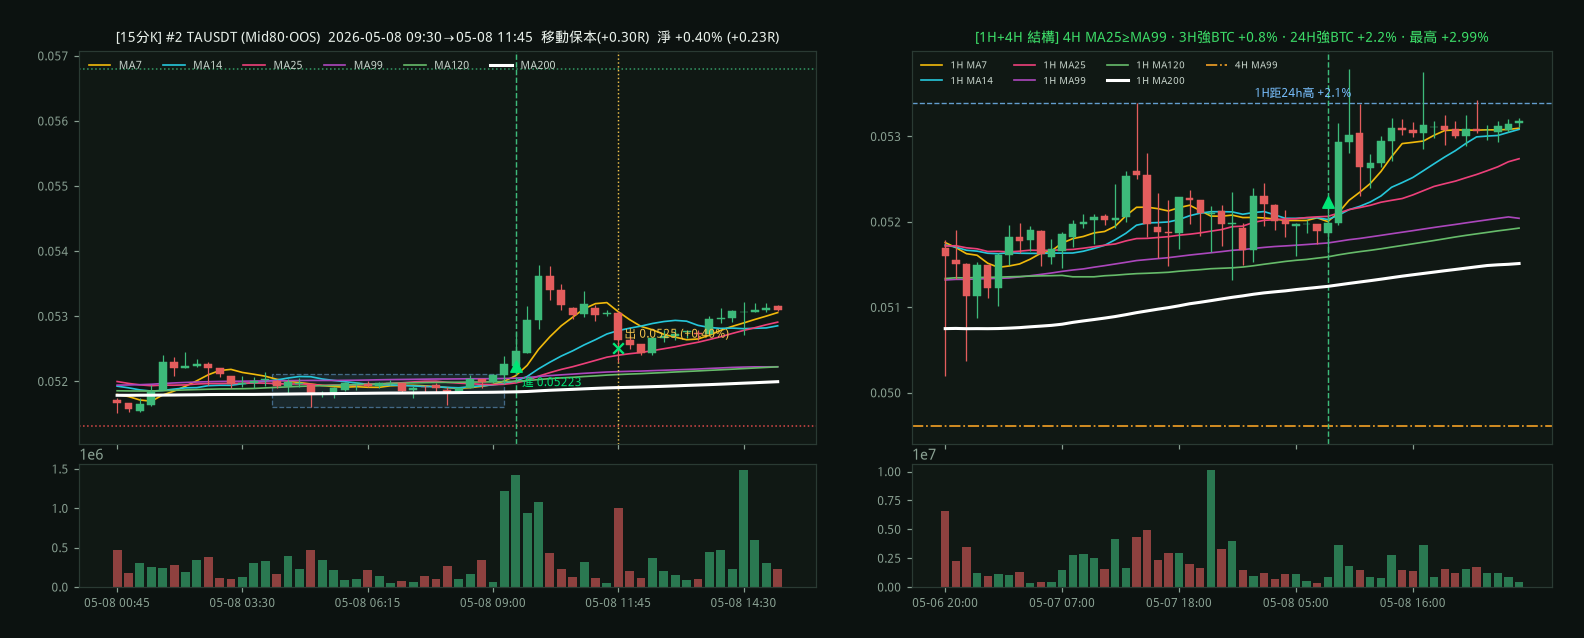 [15分K] #2 TAUSDT (Mid80·OOS)  2026-05-08 09:30→05-08 11:45  移動保本(+0.30R)  淨 +0.40% (+0.23R)
MA7 MA14 MA25 MA99 MA120 MA200
0.057
0.056
0.055
0.054
0.053
0.052
出 0.0525 (+0.40%)
進 0.05223
1e6
1.5
1.0
0.5
0.0
05-08 00:45 05-08 03:30 05-08 06:15 05-08 09:00 05-08 11:45 05-08 14:30
[1H+4H 結構] 4H MA25≥MA99 · 3H強BTC +0.8% · 24H強BTC +2.2% · 最高 +2.99%
1H MA7 1H MA25 1H MA120 4H MA99
1H MA14 1H MA99 1H MA200
1H距24h高 +2.1%
0.053
0.052
0.051
0.050
1e7
1.00
0.75
0.50
0.25
0.00
05-06 20:00 05-07 07:00 05-07 18:00 05-08 05:00 05-08 16:00